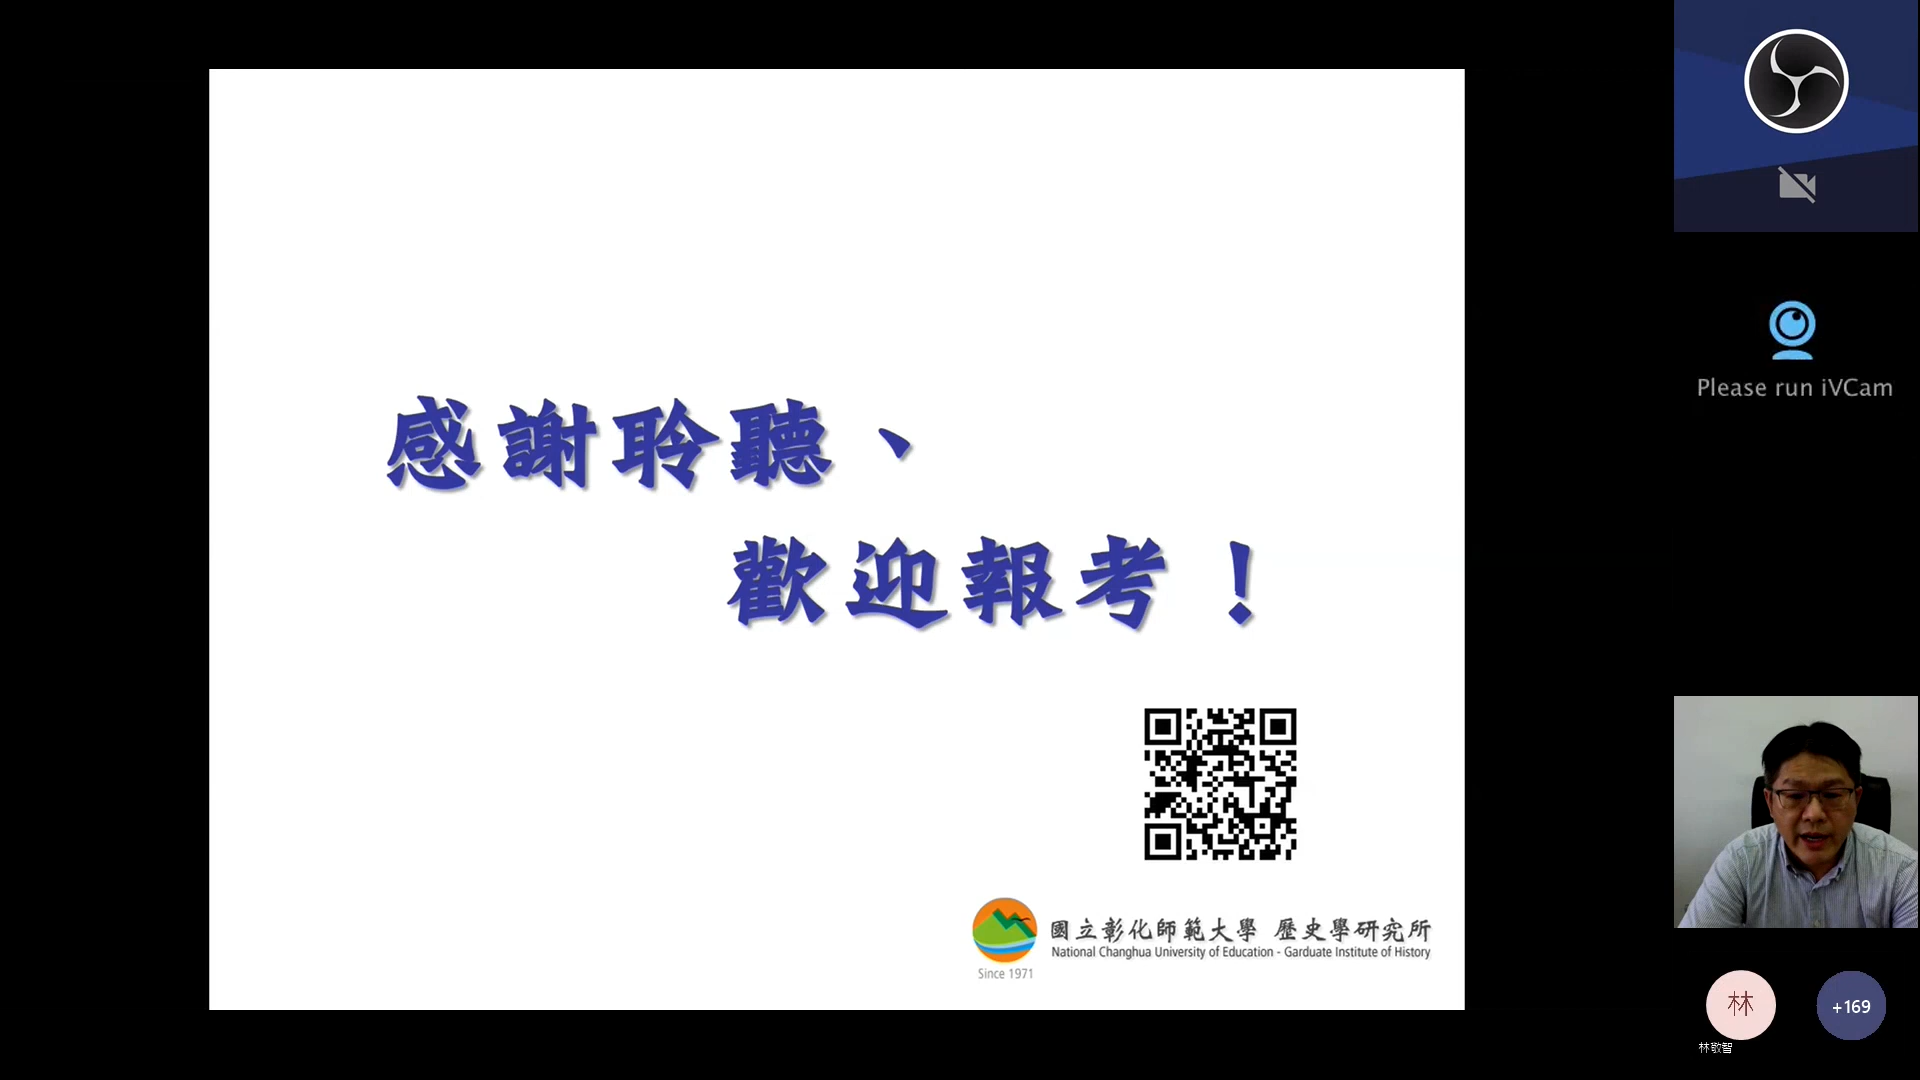 感謝聆聽、
歡迎報考！
國立彰化師範大學 歷史學研究所
National Changhua University of Education - Garduate Institute of History
Since 1971
Please run iVCam
林
+169
林敬智